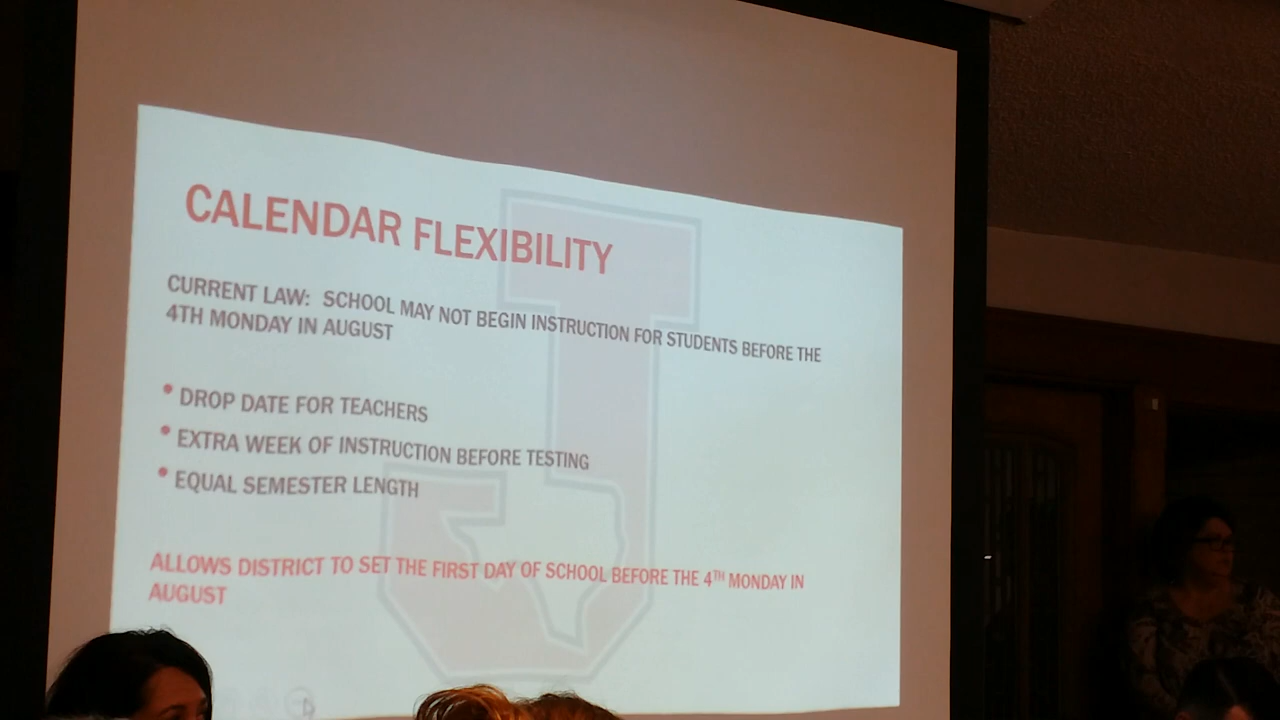 CALENDAR FLEXIBILITY
CURRENT LAW: SCHOOL MAY NOT BEGIN INSTRUCTION FOR STUDENTS BEFORE THE
4TH MONDAY IN AUGUST
• DROP DATE FOR TEACHERS
• EXTRA WEEK OF INSTRUCTION BEFORE TESTING
• EQUAL SEMESTER LENGTH
ALLOWS DISTRICT TO SET THE FIRST DAY OF SCHOOL BEFORE THE 4TH MONDAY IN
AUGUST
J